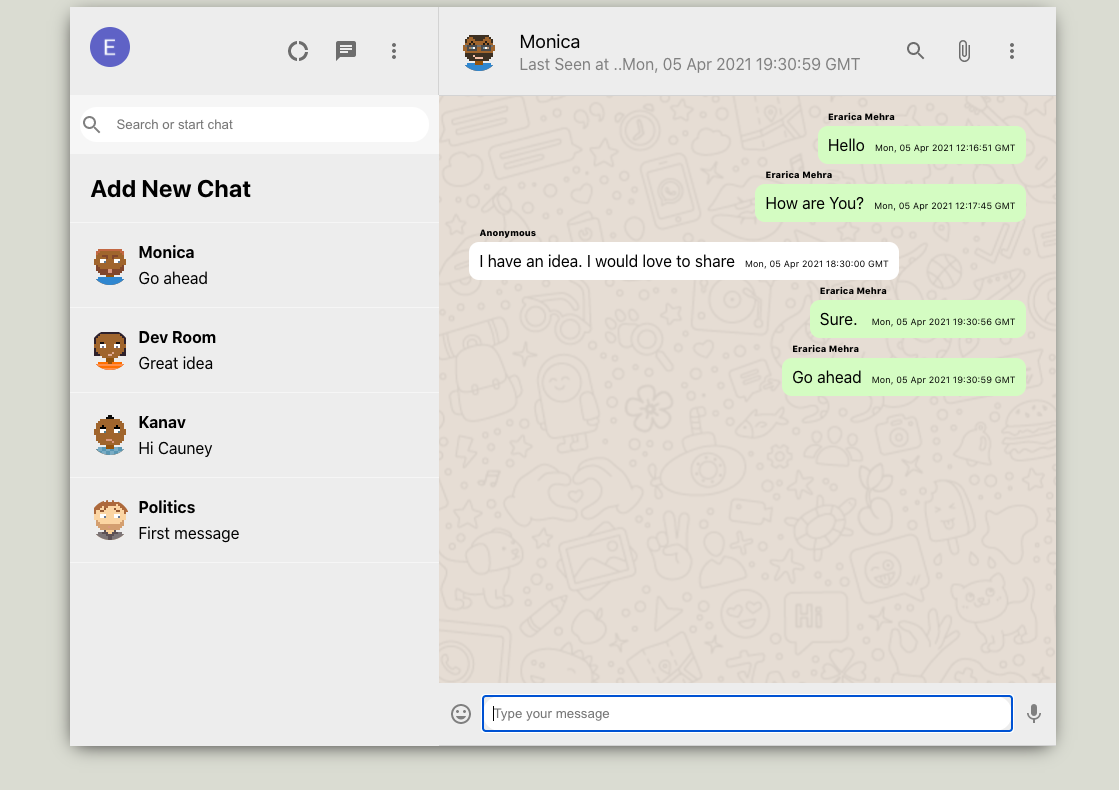 E
Search or start chat
Add New Chat
Monica
Go ahead
Dev Room
Great idea
Kanav
Hi Cauney
Politics
First message
Monica
Last Seen at ..Mon, 05 Apr 2021 19:30:59 GMT
Erarica Mehra
Hello Mon, 05 Apr 2021 12:16:51 GMT
Erarica Mehra
How are You? Mon, 05 Apr 2021 12:17:45 GMT
Anonymous
I have an idea. I would love to share Mon, 05 Apr 2021 18:30:00 GMT
Erarica Mehra
Sure. Mon, 05 Apr 2021 19:30:56 GMT
Erarica Mehra
Go ahead Mon, 05 Apr 2021 19:30:59 GMT
Hi
Type your message